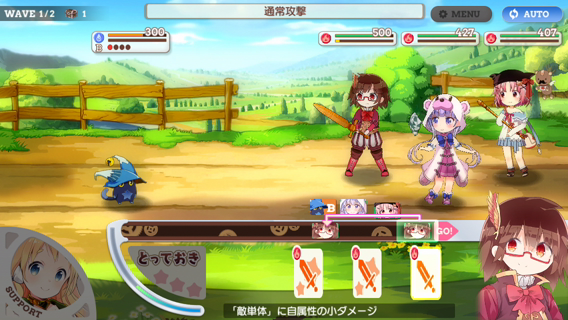 WAVE 1/2 1
通常攻撃
MENU
AUTO
300
B
500
427
407
B
GO!
とっておき
SUPPORT
「敵単体」に自属性の小ダメージ